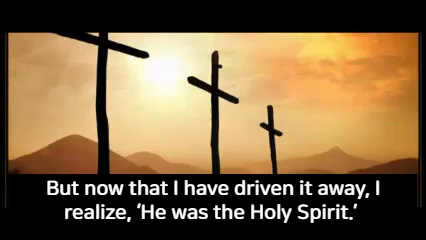 But now that I have driven it away, I
realize, ‘He was the Holy Spirit.’